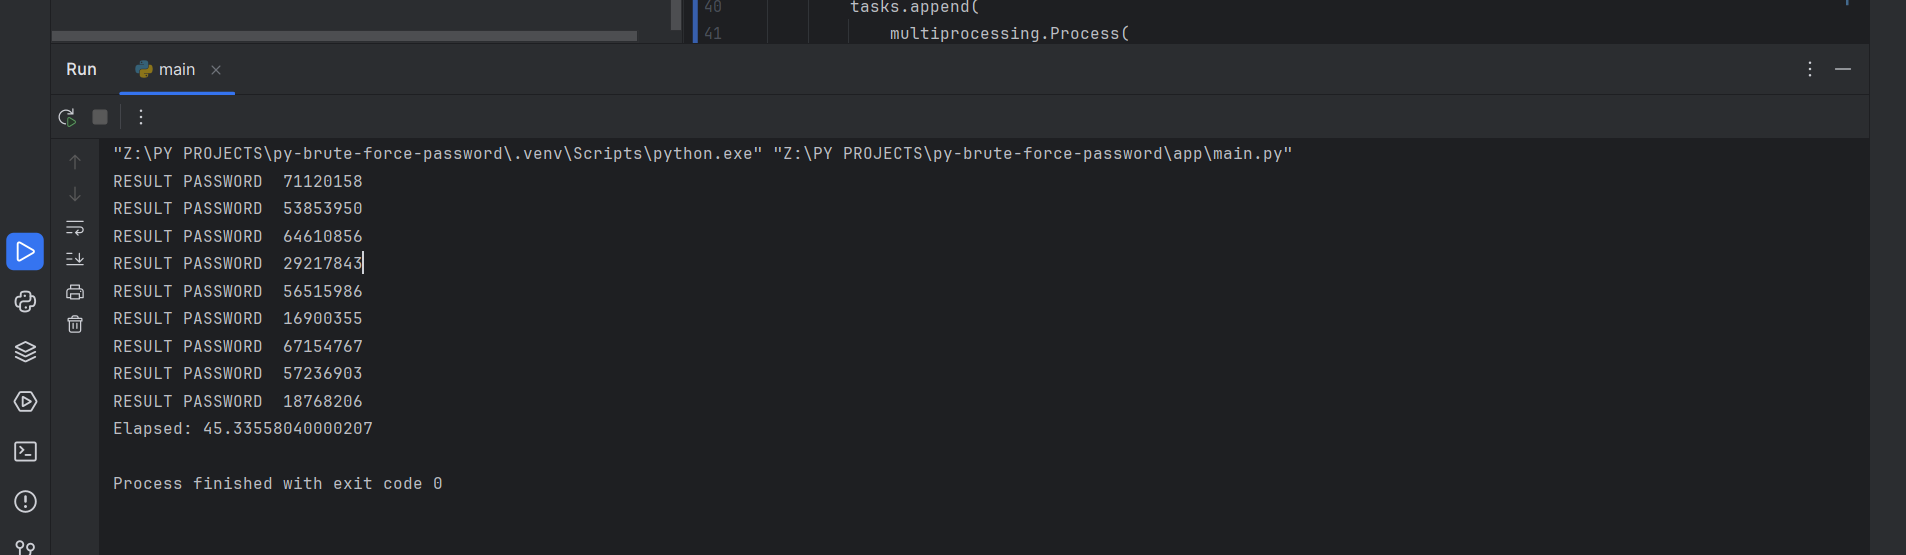 40 tasks.append(
41 multiprocessing.Process(
Run main
"Z:\PY PROJECTS\py-brute-force-password\.venv\Scripts\python.exe" "Z:\PY PROJECTS\py-brute-force-password\app\main.py"
RESULT PASSWORD  71120158
RESULT PASSWORD  53853950
RESULT PASSWORD  64610856
RESULT PASSWORD  29217843
RESULT PASSWORD  56515986
RESULT PASSWORD  16900355
RESULT PASSWORD  67154767
RESULT PASSWORD  57236903
RESULT PASSWORD  18768206
Elapsed: 45.33558040000207
Process finished with exit code 0